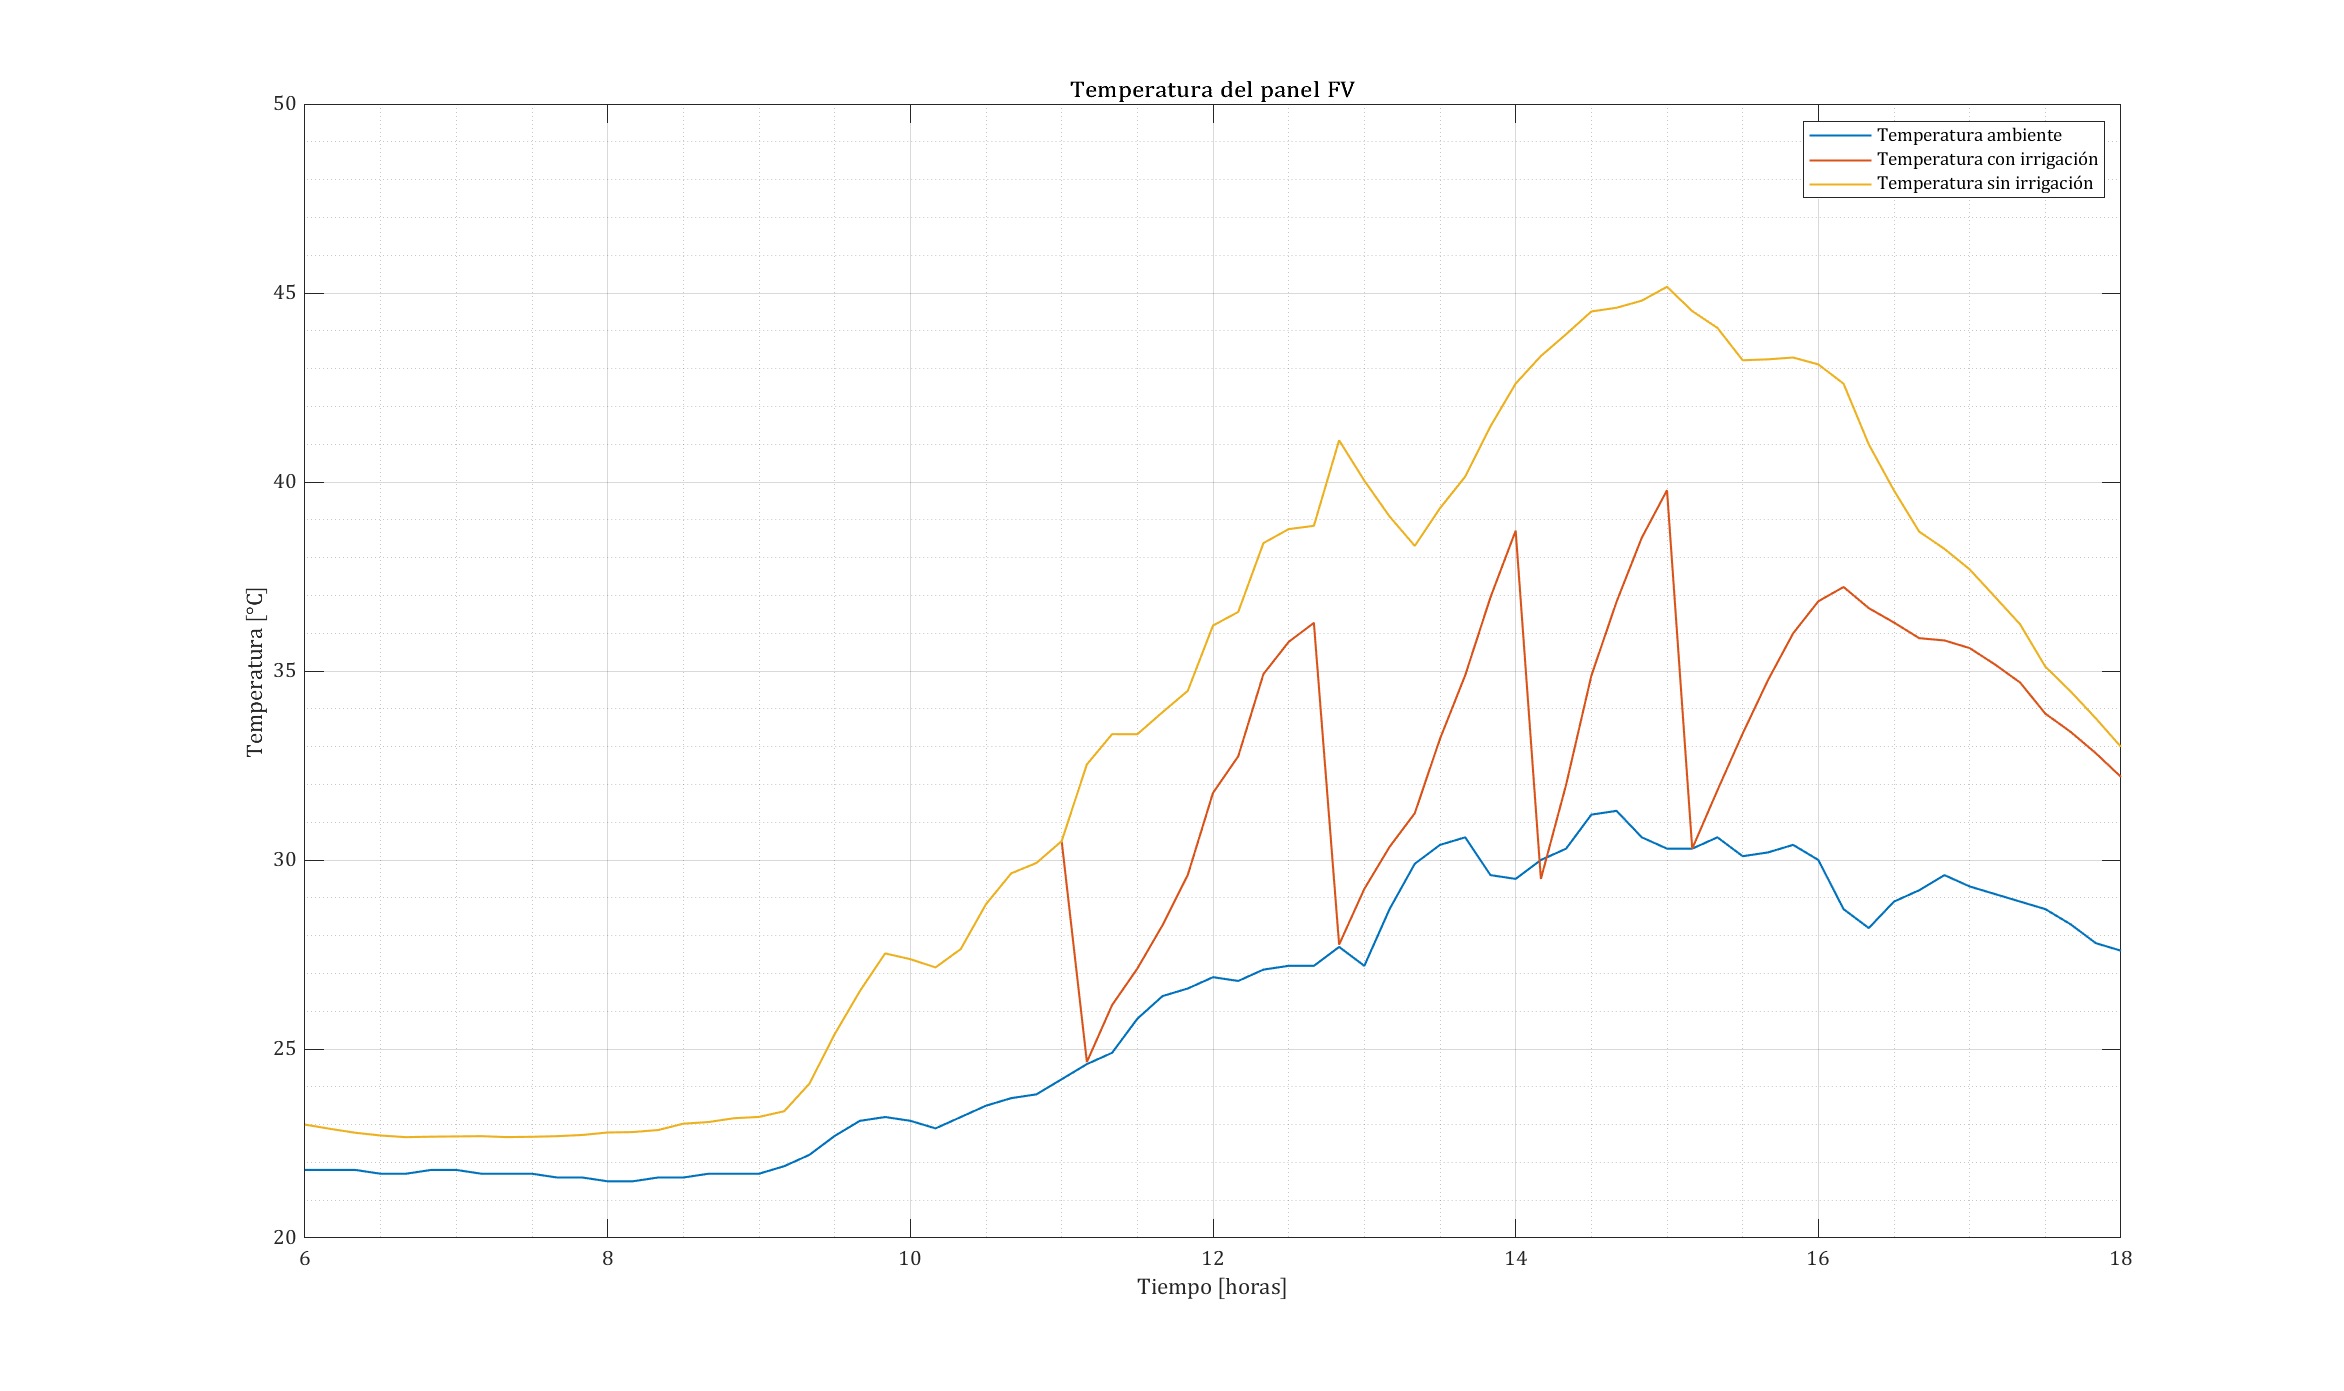 Temperatura del panel FV
50
45
40
35
30
25
20
Temperatura [°C]
6 8 10 12 14 16 18
Tiempo [horas]
Temperatura ambiente
Temperatura con irrigación
Temperatura sin irrigación